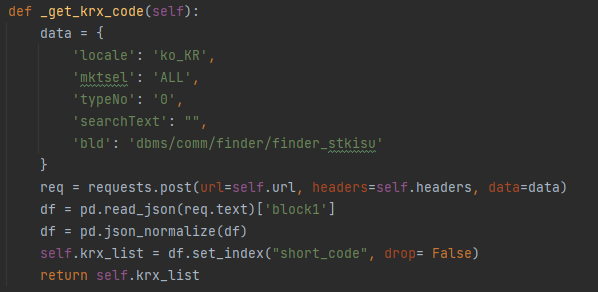 def _get_krx_code(self):
    data = {
        'locale': 'ko_KR',
        'mktsel': 'ALL',
        'typeNo': '0',
        'searchText': "",
        'bld': 'dbms/comm/finder/finder_stkisu'
    }
    req = requests.post(url=self.url, headers=self.headers, data=data)
    df = pd.read_json(req.text)['block1']
    df = pd.json_normalize(df)
    self.krx_list = df.set_index("short_code", drop= False)
    return self.krx_list